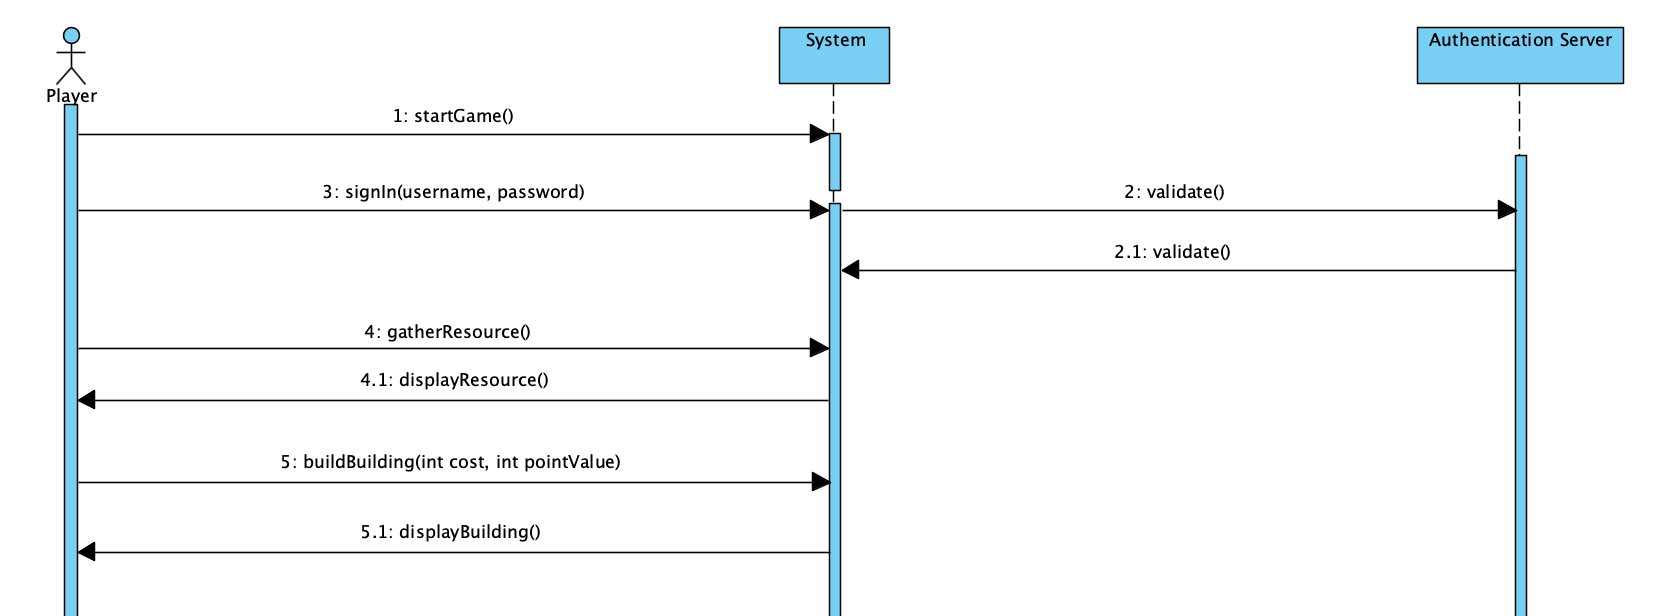 System
Authentication Server
Player
1: startGame()
3: signIn(username, password)
2: validate()
2.1: validate()
4: gatherResource()
4.1: displayResource()
5: buildBuilding(int cost, int pointValue)
5.1: displayBuilding()